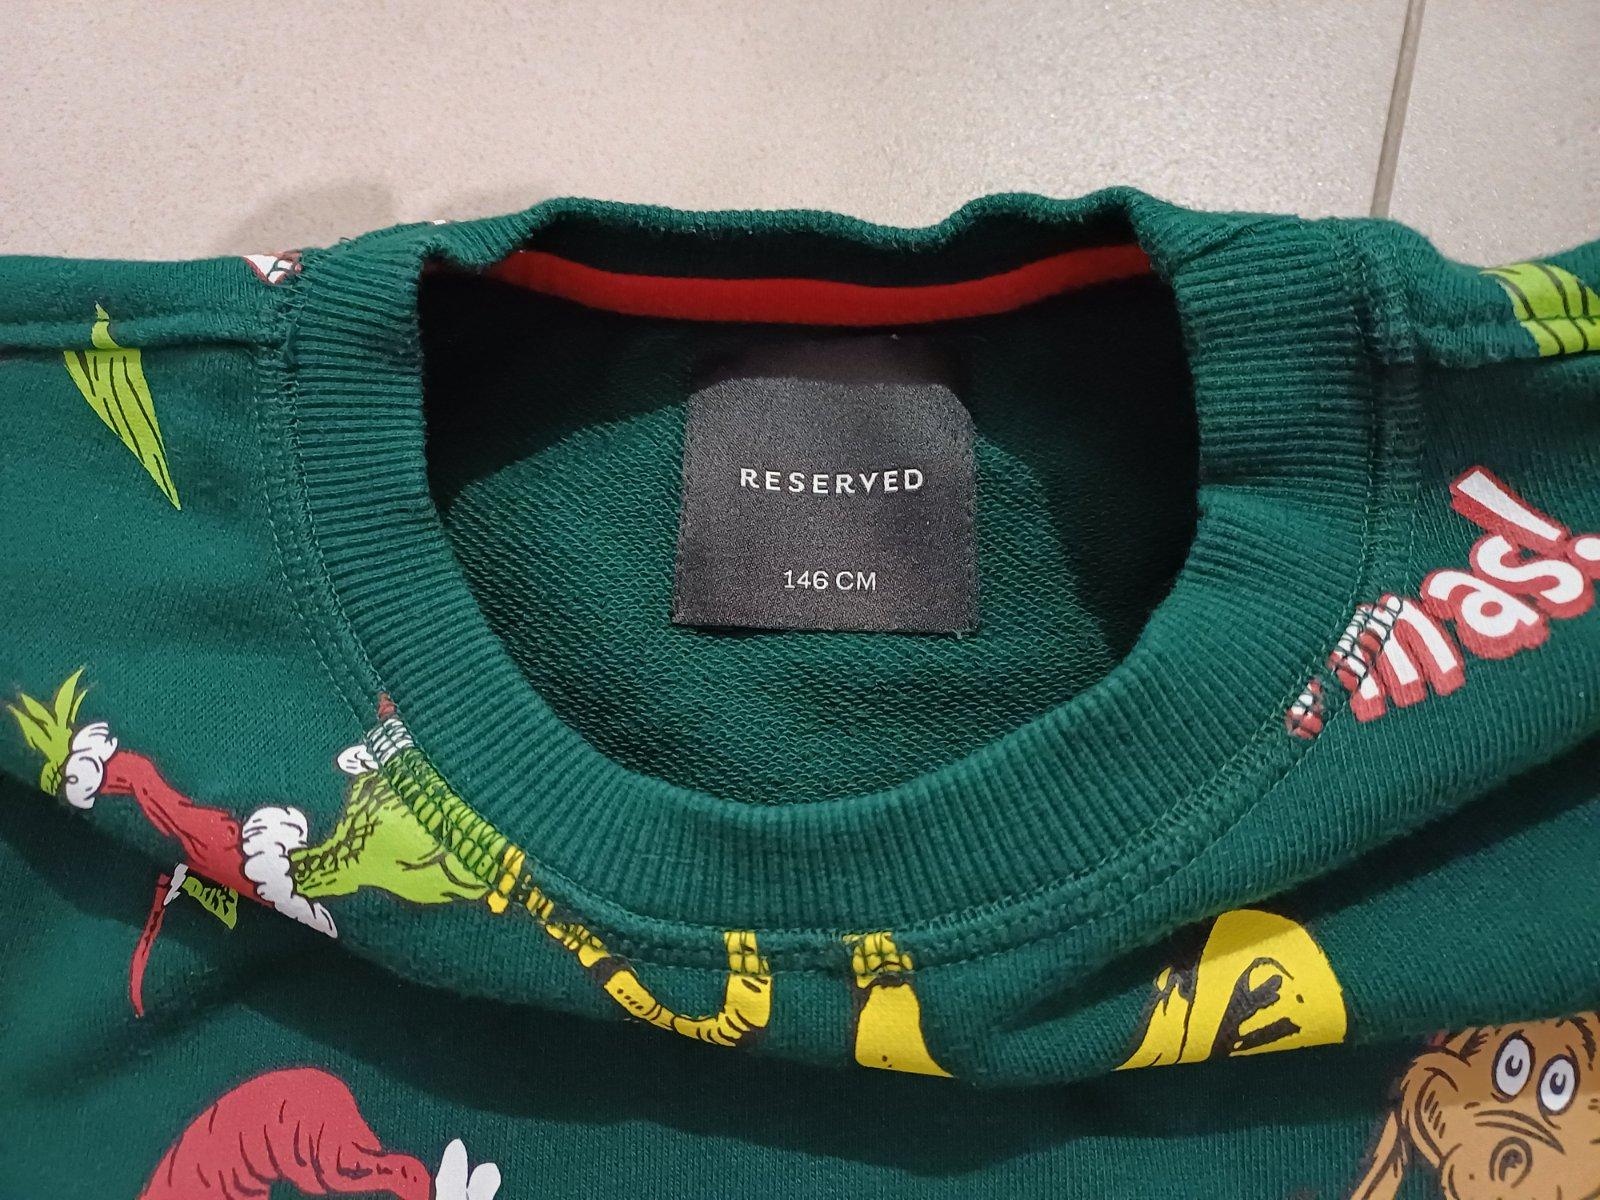 RESERVED
146 CM
mas!